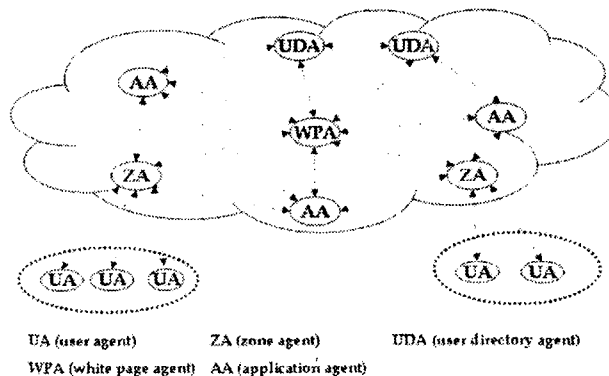 UDA UDA
AA
WPA AA
ZA ZA
AA
UA UA UA UA UA
UA (user agent) ZA (zone agent) UDA (user directory agent)
WPA (white page agent) AA (application agent)